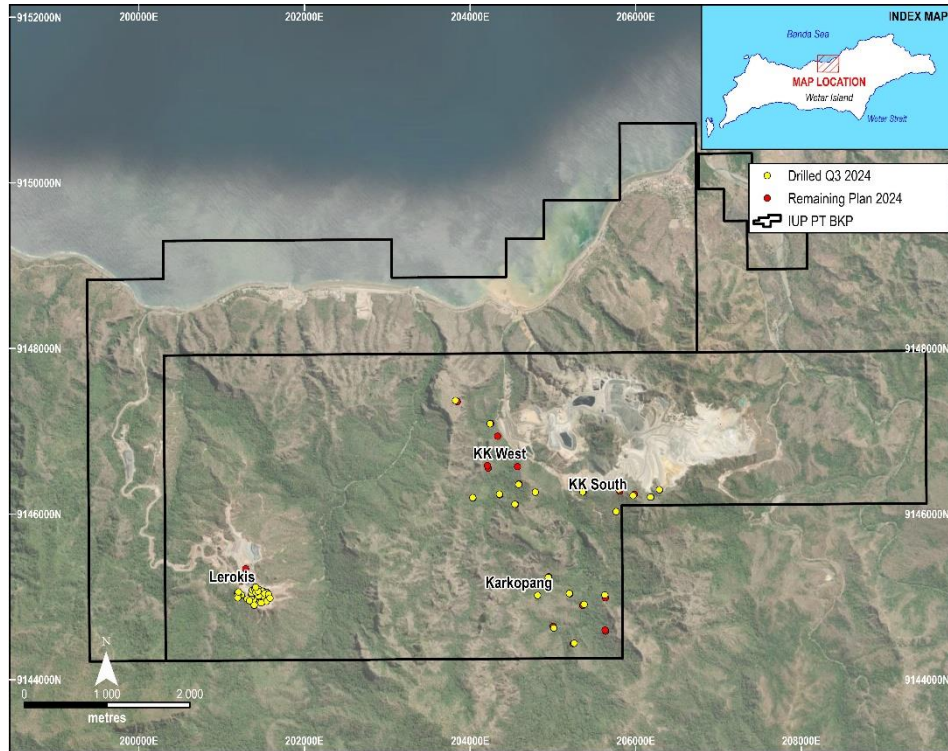 200000E
202000E
204000E
206000E
9152000N
INDEX MAP
Banda Sea
MAP LOCATION
Wetar Island
Wetar Strait
9150000N
Drilled Q3 2024
Remaining Plan 2024
IUP PT BKP
9148000N
9148000N
KK West
KK South
9146000N
9146000N
Lerokis
Karkopang
N
9144000N
9144000N
0
1 000
2 000
metres
200000E
202000E
204000E
206000E
208000E